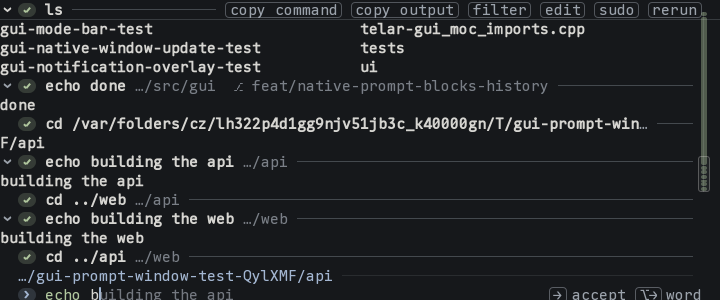 ls copy command copy output filter edit sudo rerun
gui-mode-bar-test telar-gui_moc_imports.cpp
gui-native-window-update-test tests
gui-notification-overlay-test ui
echo done …/src/gui feat/native-prompt-blocks-history
done
cd /var/folders/cz/lh322p4d1gg9njv51jb3c_k40000gn/T/gui-prompt-win…
F/api
echo building the api …/api
building the api
cd ../web …/api
echo building the web …/web
building the web
cd ../api …/web
…/gui-prompt-window-test-QylXMF/api
echo building the api → accept ⌥→ word